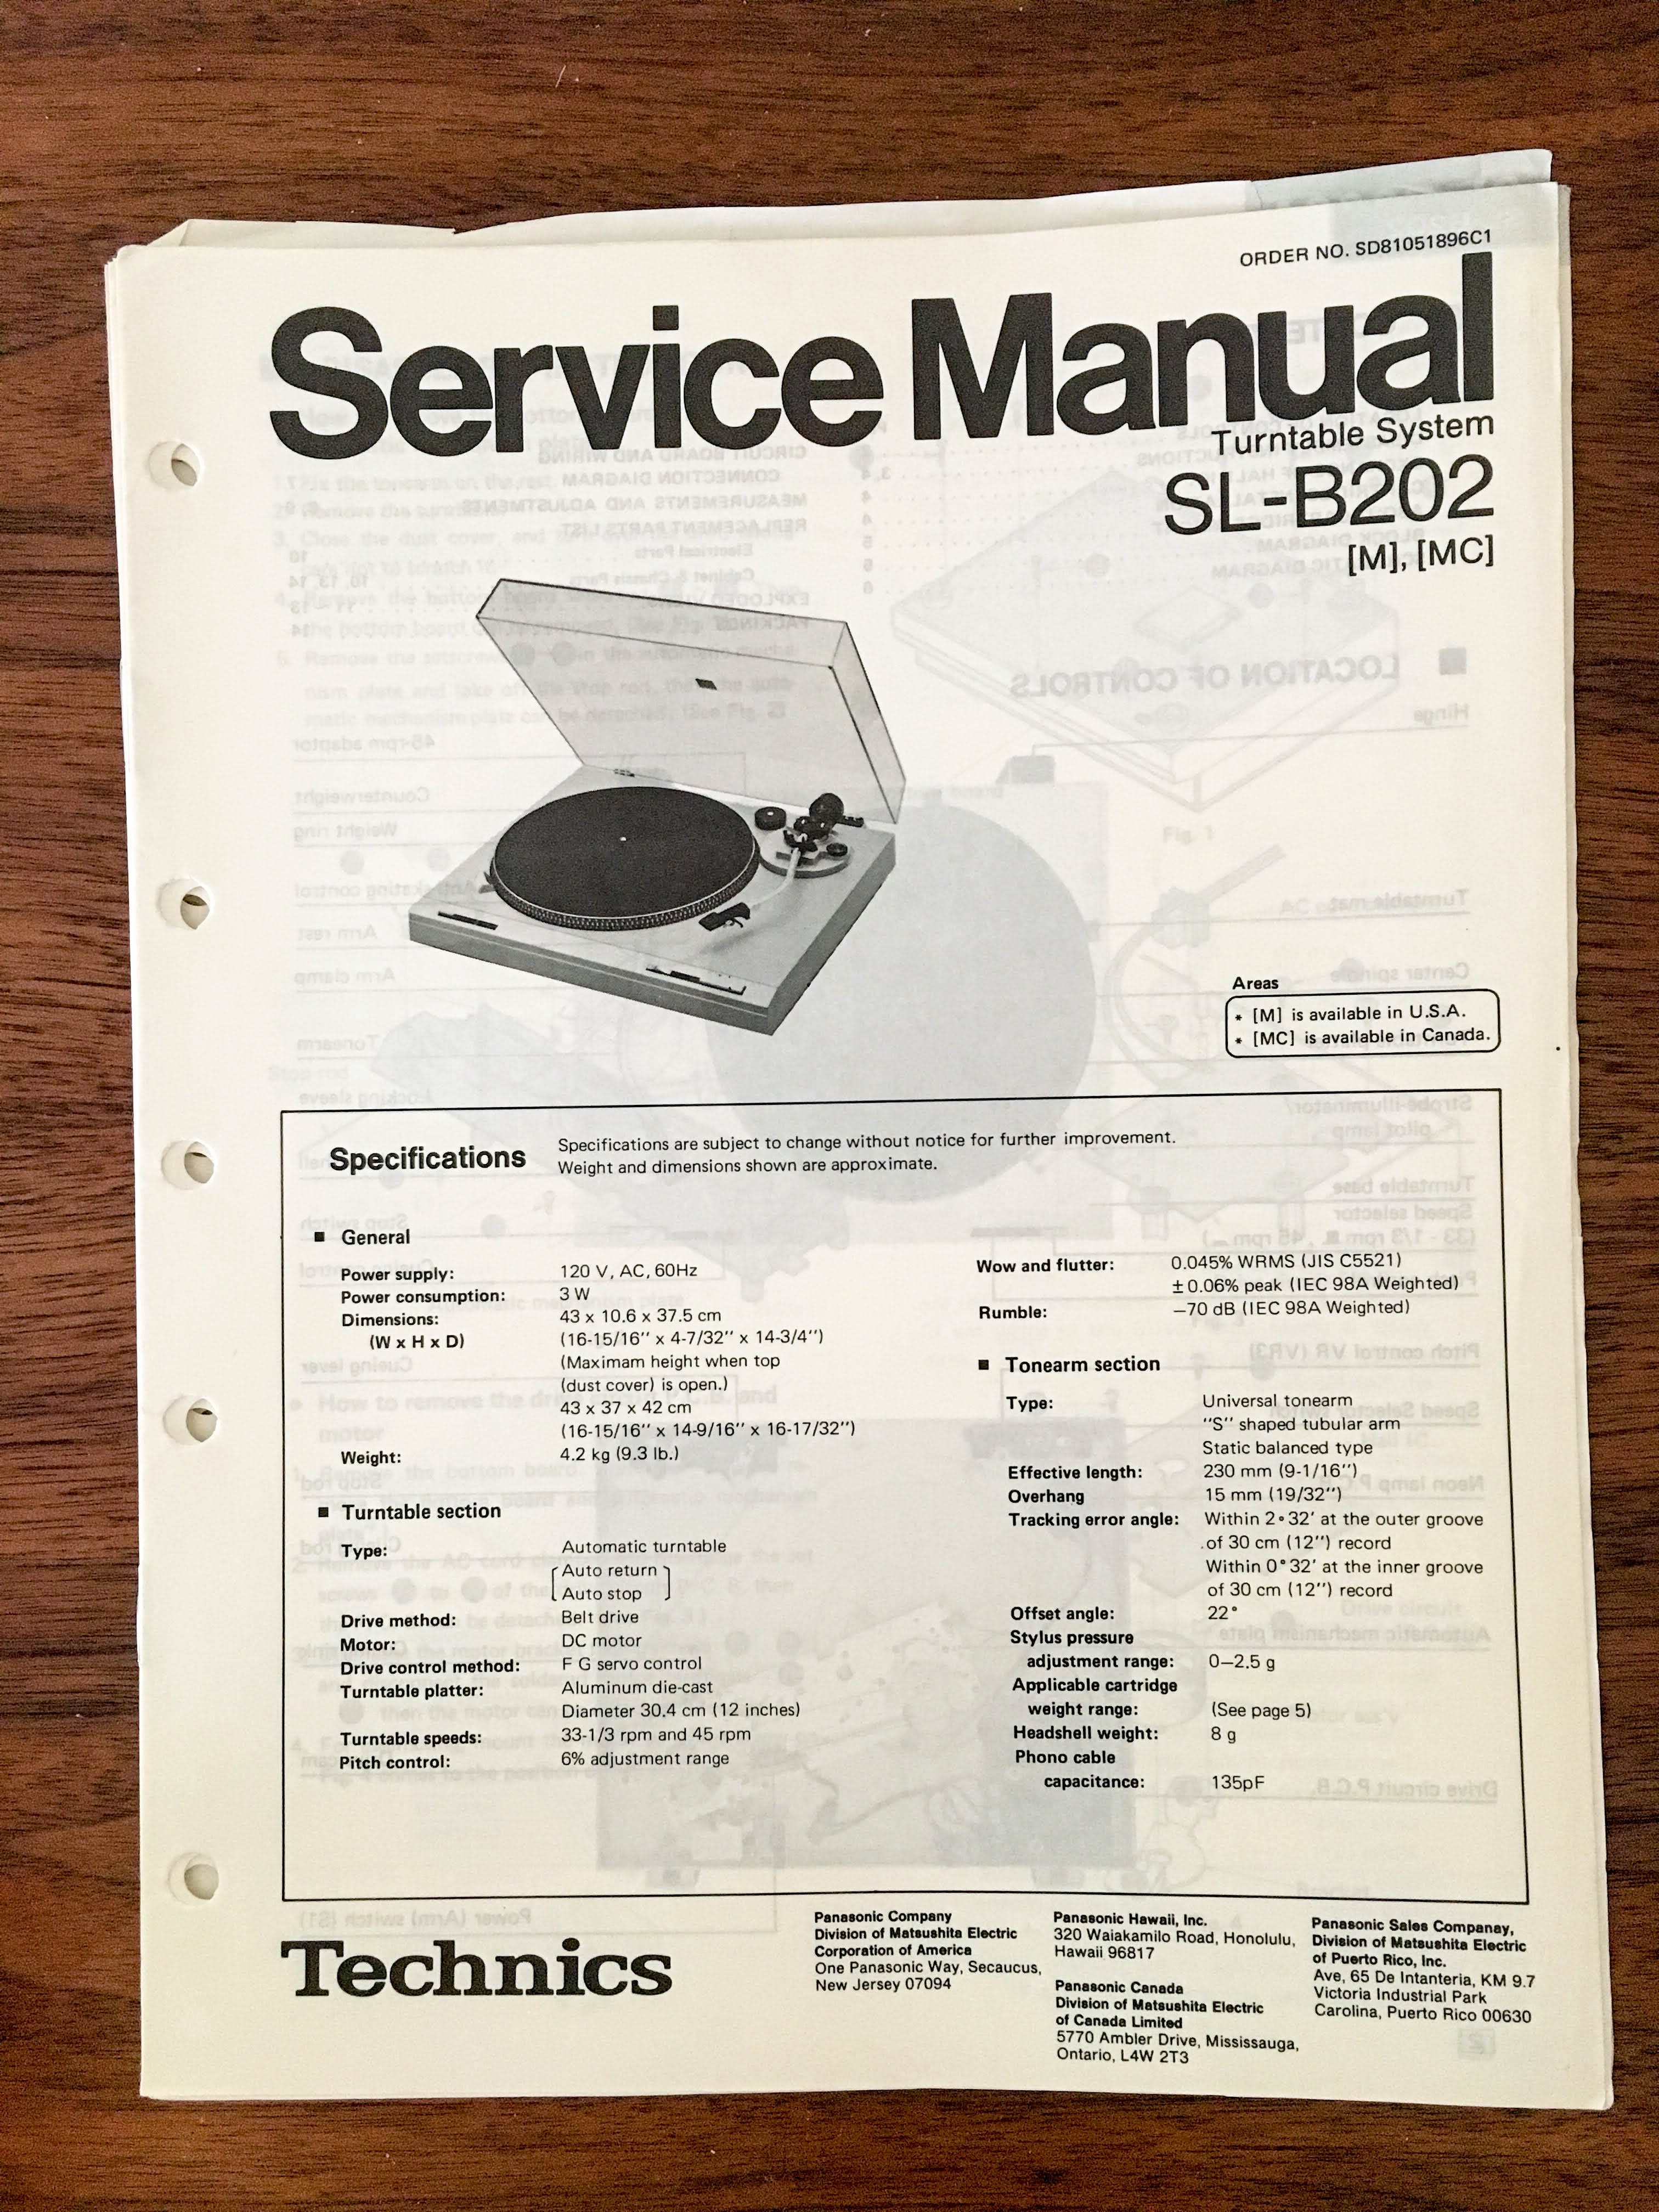 ORDER NO. SD81051896C1
Service Manual
Turntable System
SL-B202
[M], [MC]
Areas
* [M] is available in U.S.A.
* [MC] is available in Canada.
Specifications
Specifications are subject to change without notice for further improvement.
Weight and dimensions shown are approximate.
■ General
Power supply: 120 V, AC, 60Hz
Power consumption: 3 W
Dimensions: 43 x 10.6 x 37.5 cm
(W x H x D) (16-15/16'' x 4-7/32'' x 14-3/4'')
(Maximam height when top
(dust cover) is open.)
43 x 37 x 42 cm
(16-15/16'' x 14-9/16'' x 16-17/32'')
Weight: 4.2 kg (9.3 lb.)
■ Turntable section
Type: Automatic turntable
[Auto return]
[Auto stop]
Drive method: Belt drive
Motor: DC motor
Drive control method: F G servo control
Turntable platter: Aluminum die-cast
Diameter 30.4 cm (12 inches)
Turntable speeds: 33-1/3 rpm and 45 rpm
Pitch control: 6% adjustment range
Wow and flutter: 0.045% WRMS (JIS C5521)
±0.06% peak (IEC 98A Weighted)
Rumble: −70 dB (IEC 98A Weighted)
■ Tonearm section
Type: Universal tonearm
"S" shaped tubular arm
Static balanced type
Effective length: 230 mm (9-1/16'')
Overhang 15 mm (19/32'')
Tracking error angle: Within 2°32' at the outer groove
of 30 cm (12'') record
Within 0°32' at the inner groove
of 30 cm (12'') record
Offset angle: 22°
Stylus pressure
adjustment range: 0–2.5 g
Applicable cartridge
weight range: (See page 5)
Headshell weight: 8 g
Phono cable
capacitance: 135pF
Technics
Panasonic Company
Division of Matsushita Electric
Corporation of America
One Panasonic Way, Secaucus,
New Jersey 07094
Panasonic Hawaii, Inc.
320 Waiakamilo Road, Honolulu,
Hawaii 96817
Panasonic Canada
Division of Matsushita Electric
of Canada Limited
5770 Ambler Drive, Mississauga,
Ontario, L4W 2T3
Panasonic Sales Companay,
Division of Matsushita Electric
of Puerto Rico, Inc.
Ave, 65 De Intanteria, KM 9.7
Victoria Industrial Park
Carolina, Puerto Rico 00630